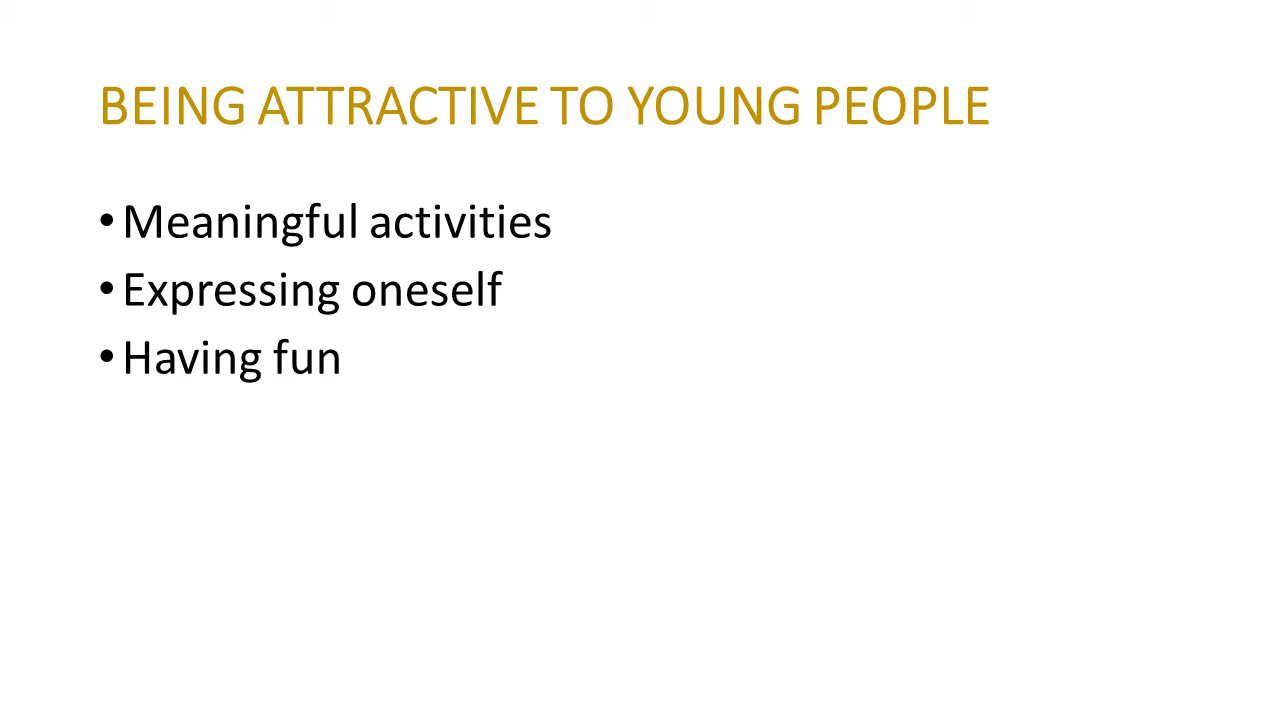 BEING ATTRACTIVE TO YOUNG PEOPLE
• Meaningful activities
• Expressing oneself
• Having fun